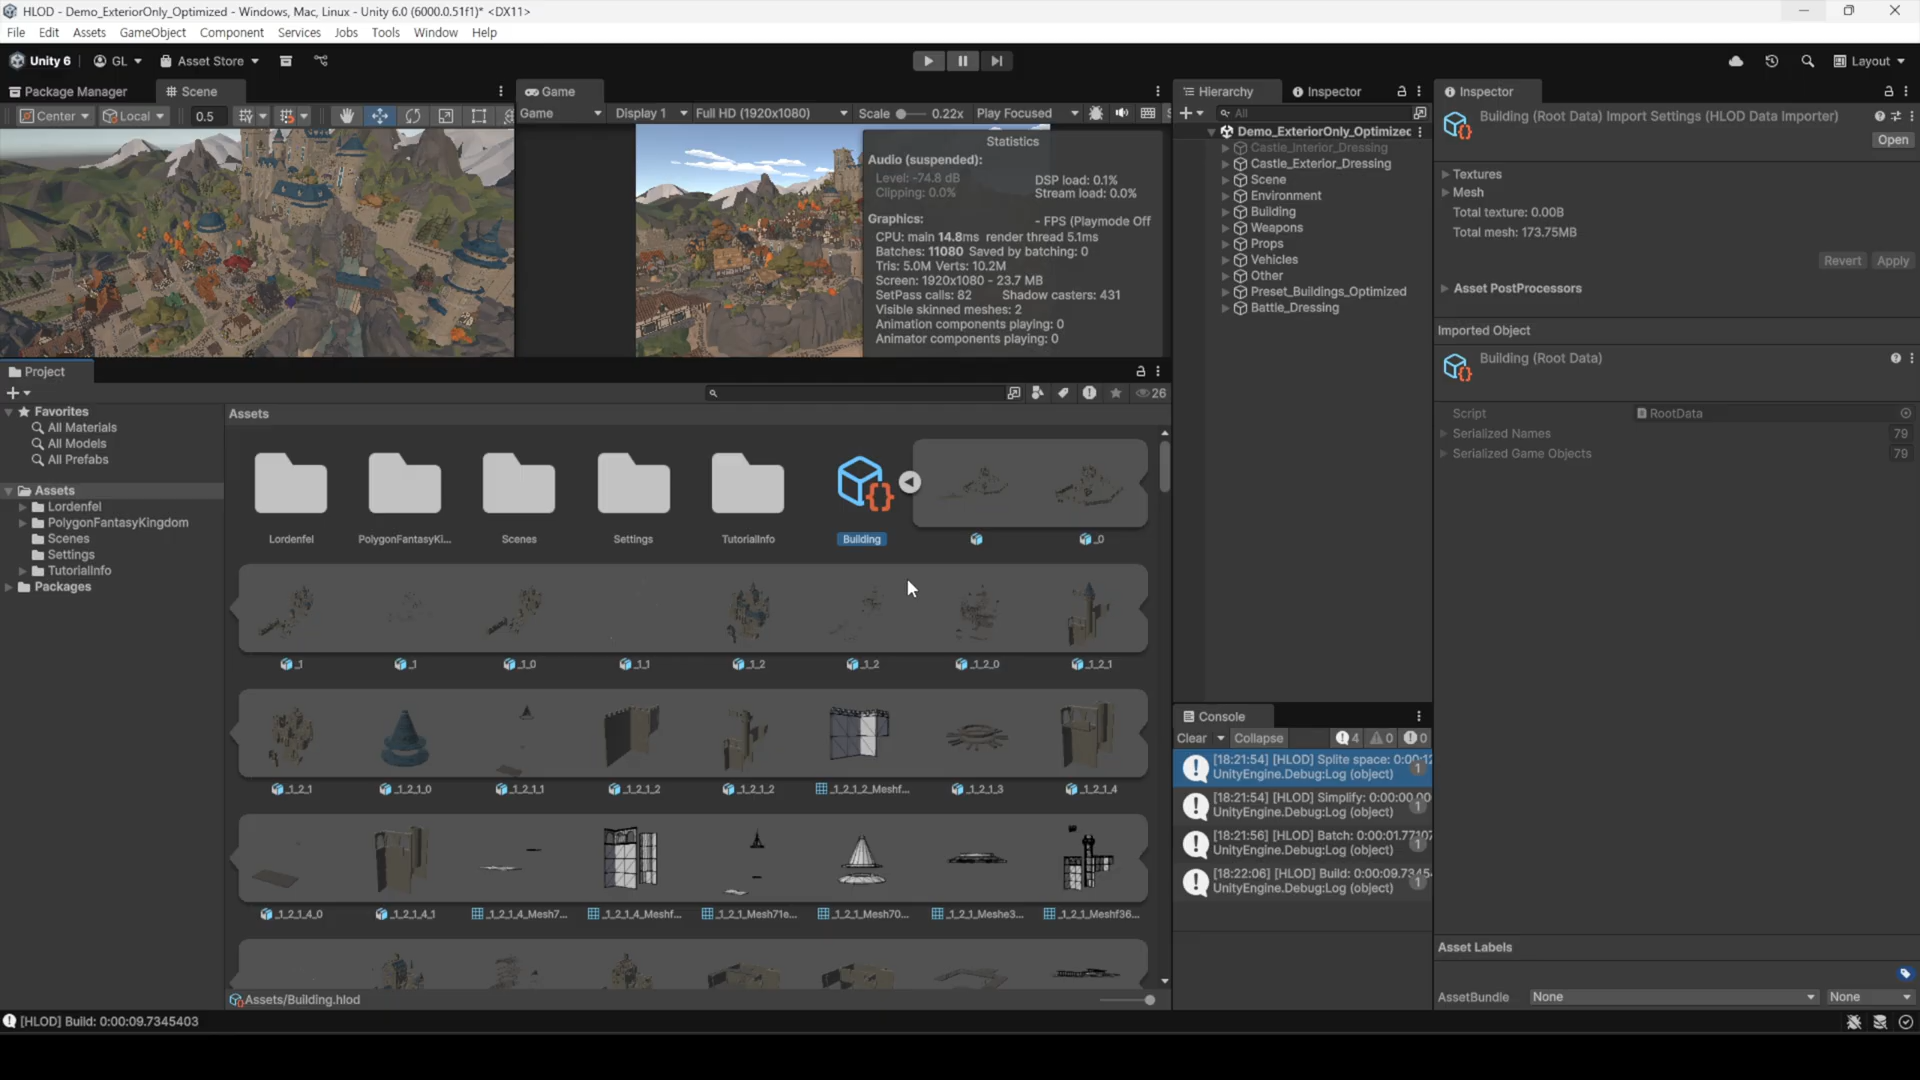 HLOD - Demo_ExteriorOnly_Optimized - Windows, Mac, Linux - Unity 6.0 (6000.0.51f1)* <DX11>
File Edit Assets GameObject Component Services Jobs Tools Window Help
Unity 6 GL Asset Store Layout
Package Manager Scene Game Hierarchy Inspector Inspector
Center Local 0.5
Game Display 1 Full HD (1920x1080) Scale 0.22x Play Focused
Statistics
Audio (suspended):
Level: -74.8 dB DSP load: 0.1%
Clipping: 0.0% Stream load: 0.0%
Graphics: - FPS (Playmode Off
CPU: main 14.8ms render thread 5.1ms
Batches: 11080 Saved by batching: 0
Tris: 5.0M Verts: 10.2M
Screen: 1920x1080 - 23.7 MB
SetPass calls: 82 Shadow casters: 431
Visible skinned meshes: 2
Animation components playing: 0
Animator components playing: 0
All
Demo_ExteriorOnly_Optimized
Castle_Interior_Dressing
Castle_Exterior_Dressing
Scene
Environment
Building
Weapons
Props
Vehicles
Other
Preset_Buildings_Optimized
Battle_Dressing
Building (Root Data) Import Settings (HLOD Data Importer)
Open
Textures
Mesh
Total texture: 0.00B
Total mesh: 173.75MB
Revert Apply
Asset PostProcessors
Imported Object
Building (Root Data)
Script RootData
Serialized Names 79
Serialized Game Objects 79
Project
26
Favorites
All Materials
All Models
All Prefabs
Assets
Lordenfel
PolygonFantasyKingdom
Scenes
Settings
TutorialInfo
Packages
Assets
Lordenfel PolygonFantasyKi... Scenes Settings TutorialInfo Building _0
_1 _1 _1_0 _1_1 _1_2 _1_2 _1_2_0 _1_2_1
_1_2_1 _1_2_1_0 _1_2_1_1 _1_2_1_2 _1_2_1_2 _1_2_1_2_Meshf... _1_2_1_3 _1_2_1_4
_1_2_1_4_0 _1_2_1_4_1 _1_2_1_4_Mesh7... _1_2_1_4_Meshf... _1_2_1_Mesh71e... _1_2_1_Mesh70... _1_2_1_Meshe3... _1_2_1_Meshf36...
Assets/Building.hlod
Console
Clear Collapse 4 0 0
[18:21:54] [HLOD] Splite space: 0:00:12
UnityEngine.Debug:Log (object) 1
[18:21:54] [HLOD] Simplify: 0:00:00.00
UnityEngine.Debug:Log (object) 1
[18:21:56] [HLOD] Batch: 0:00:01.77107
UnityEngine.Debug:Log (object) 1
[18:22:06] [HLOD] Build: 0:00:09.7345
UnityEngine.Debug:Log (object) 1
Asset Labels
AssetBundle None None
[HLOD] Build: 0:00:09.7345403